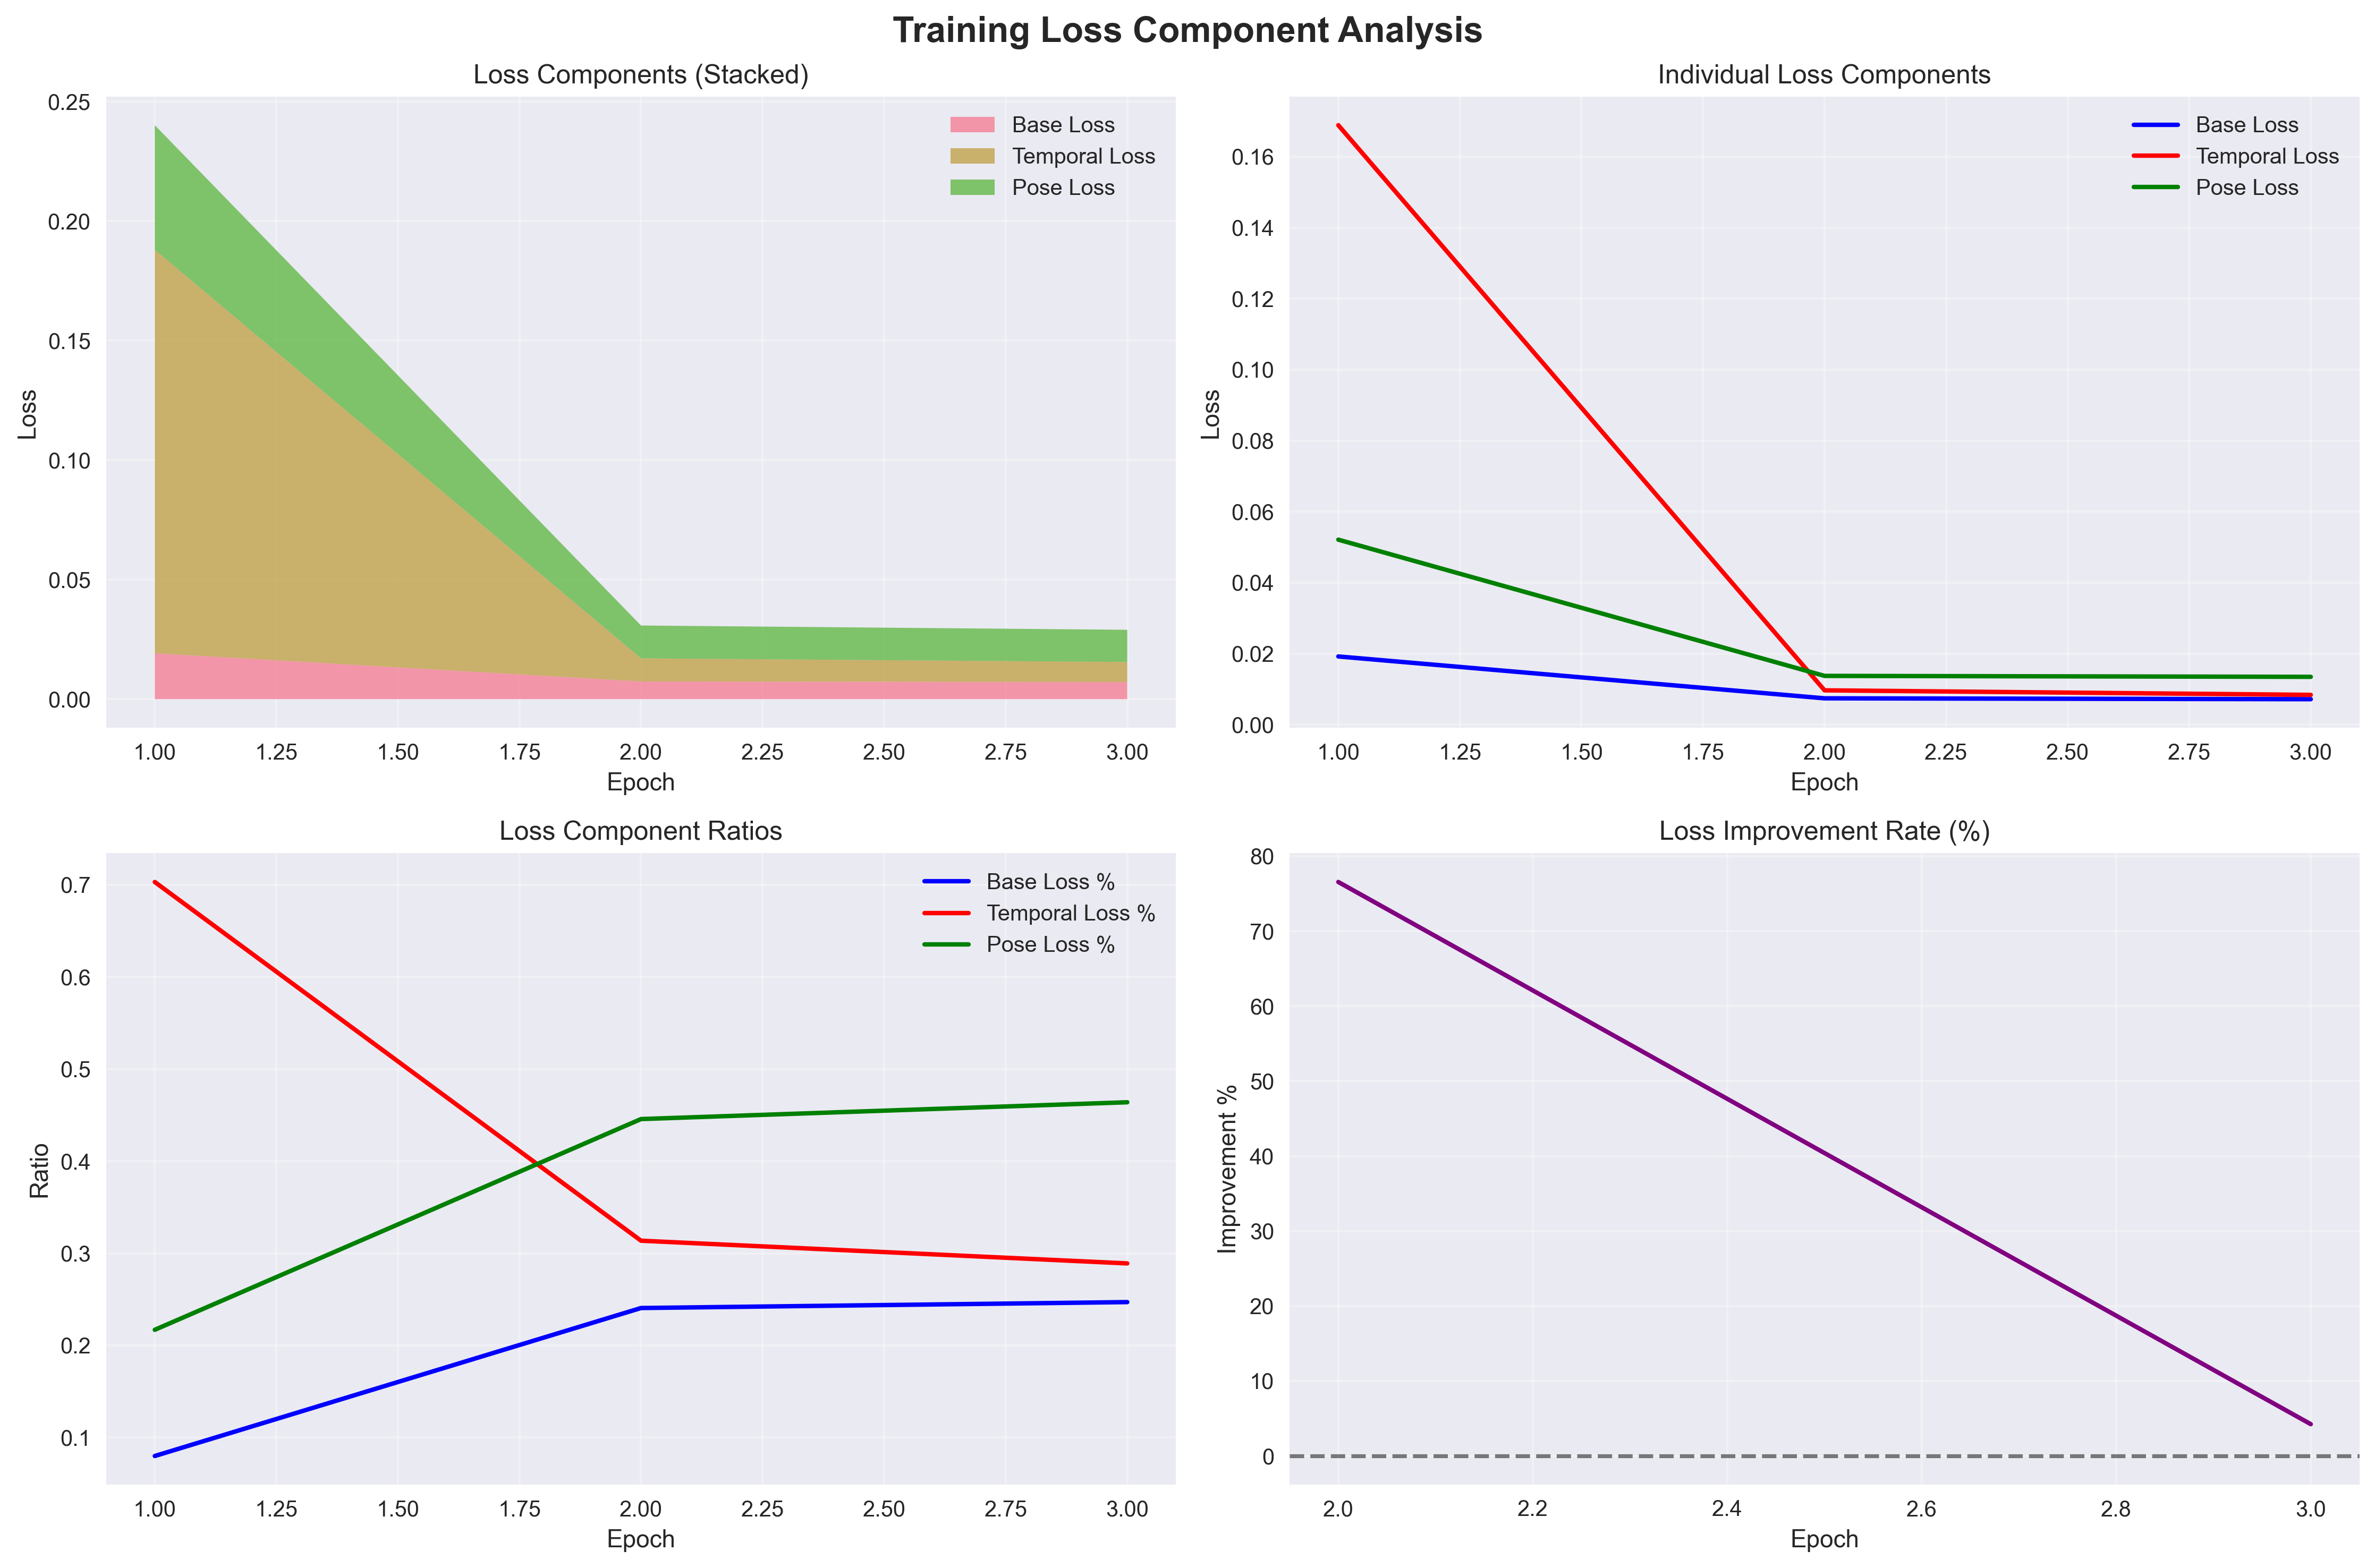 Training Loss Component Analysis
Loss Components (Stacked)
0.25
0.20
0.15
0.10
0.05
0.00
Loss
Base Loss
Temporal Loss
Pose Loss
1.00 1.25 1.50 1.75 2.00 2.25 2.50 2.75 3.00
Epoch
Individual Loss Components
0.16
0.14
0.12
0.10
0.08
0.06
0.04
0.02
0.00
Loss
Base Loss
Temporal Loss
Pose Loss
1.00 1.25 1.50 1.75 2.00 2.25 2.50 2.75 3.00
Epoch
Loss Component Ratios
0.7
0.6
0.5
0.4
0.3
0.2
0.1
Ratio
Base Loss %
Temporal Loss %
Pose Loss %
1.00 1.25 1.50 1.75 2.00 2.25 2.50 2.75 3.00
Epoch
Loss Improvement Rate (%)
80
70
60
50
40
30
20
10
0
Improvement %
2.0 2.2 2.4 2.6 2.8 3.0
Epoch